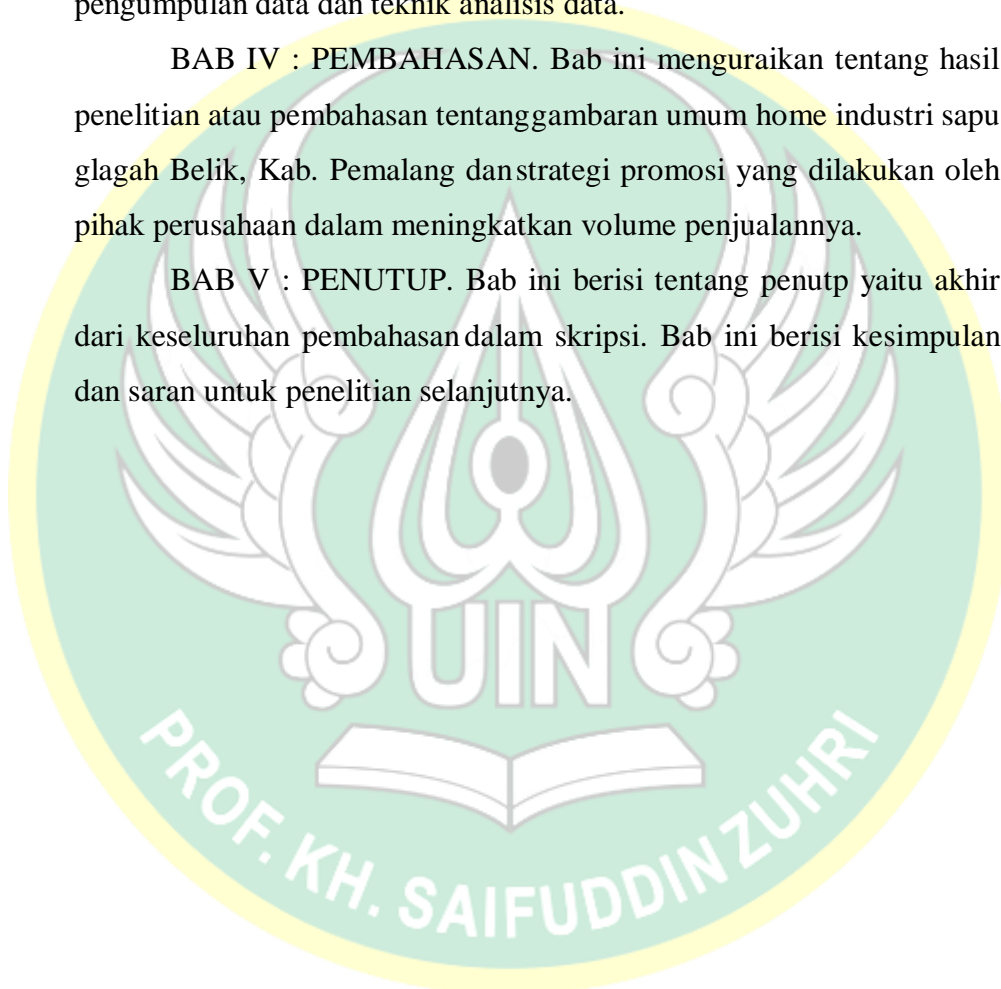 pengumpulan data dan teknik analisis data.
BAB IV : PEMBAHASAN. Bab ini menguraikan tentang hasil
penelitian atau pembahasan tentanggambaran umum home industri sapu
glagah Belik, Kab. Pemalang danstrategi promosi yang dilakukan oleh
pihak perusahaan dalam meningkatkan volume penjualannya.
BAB V : PENUTUP. Bab ini berisi tentang penutp yaitu akhir
dari keseluruhan pembahasandalam skripsi. Bab ini berisi kesimpulan
dan saran untuk penelitian selanjutnya.
UIN
PROF. KH. SAIFUDDIN ZUHRI